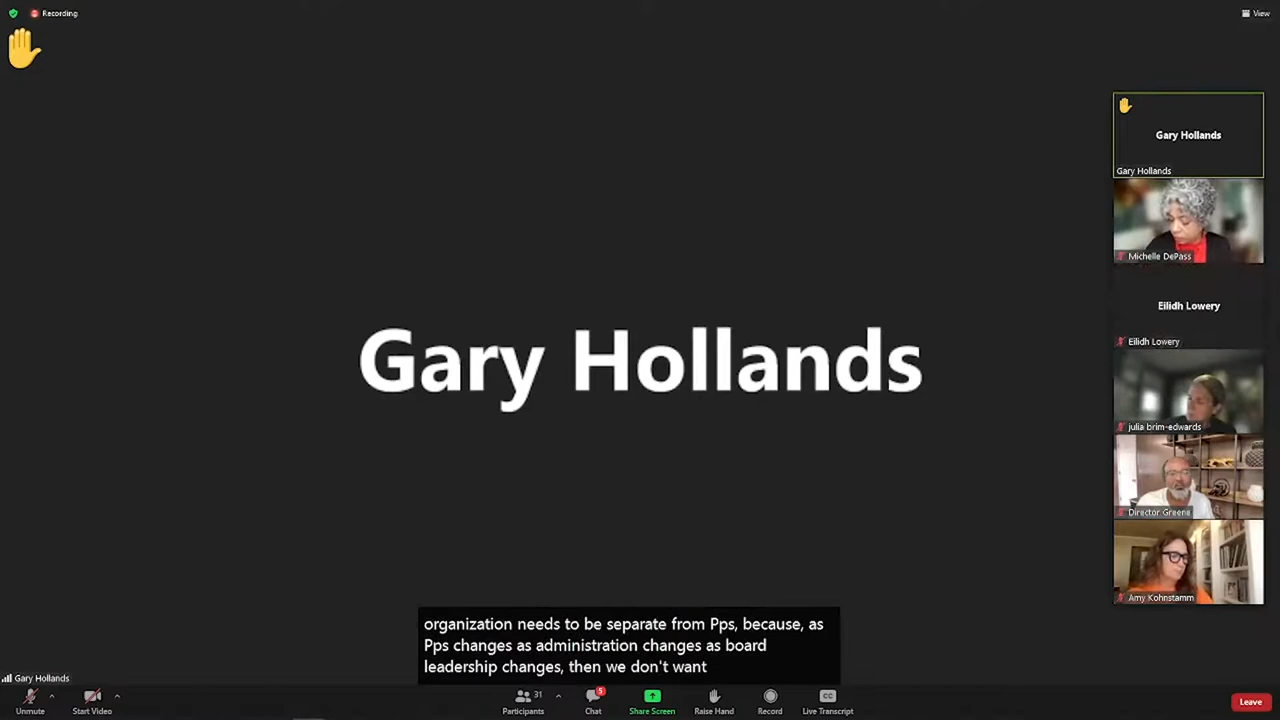 Recording
View
Gary Hollands
Gary Hollands
Michelle DePass
Eilidh Lowery
Eilidh Lowery
julia brim-edwards
Director Greene
Amy Kohnstamm
Gary Hollands
organization needs to be separate from Pps, because, as
Pps changes as administration changes as board
leadership changes, then we don't want
Gary Hollands
Unmute
Start Video
Participants
31
Chat
5
Share Screen
Raise Hand
Record
CC
Live Transcript
Leave